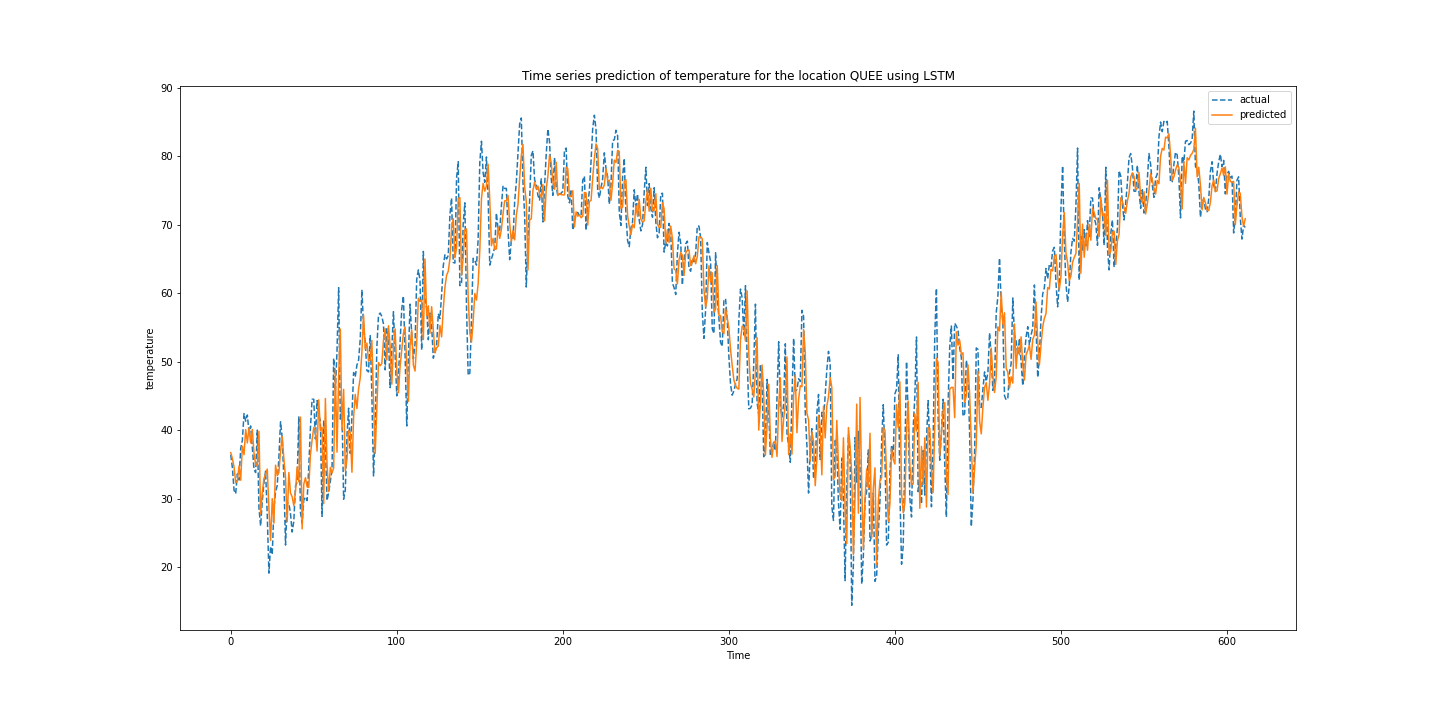 Time series prediction of temperature for the location QUEE using LSTM
90
80
70
60
50
40
30
20
temperature
actual
predicted
0 100 200 300 400 500 600
Time